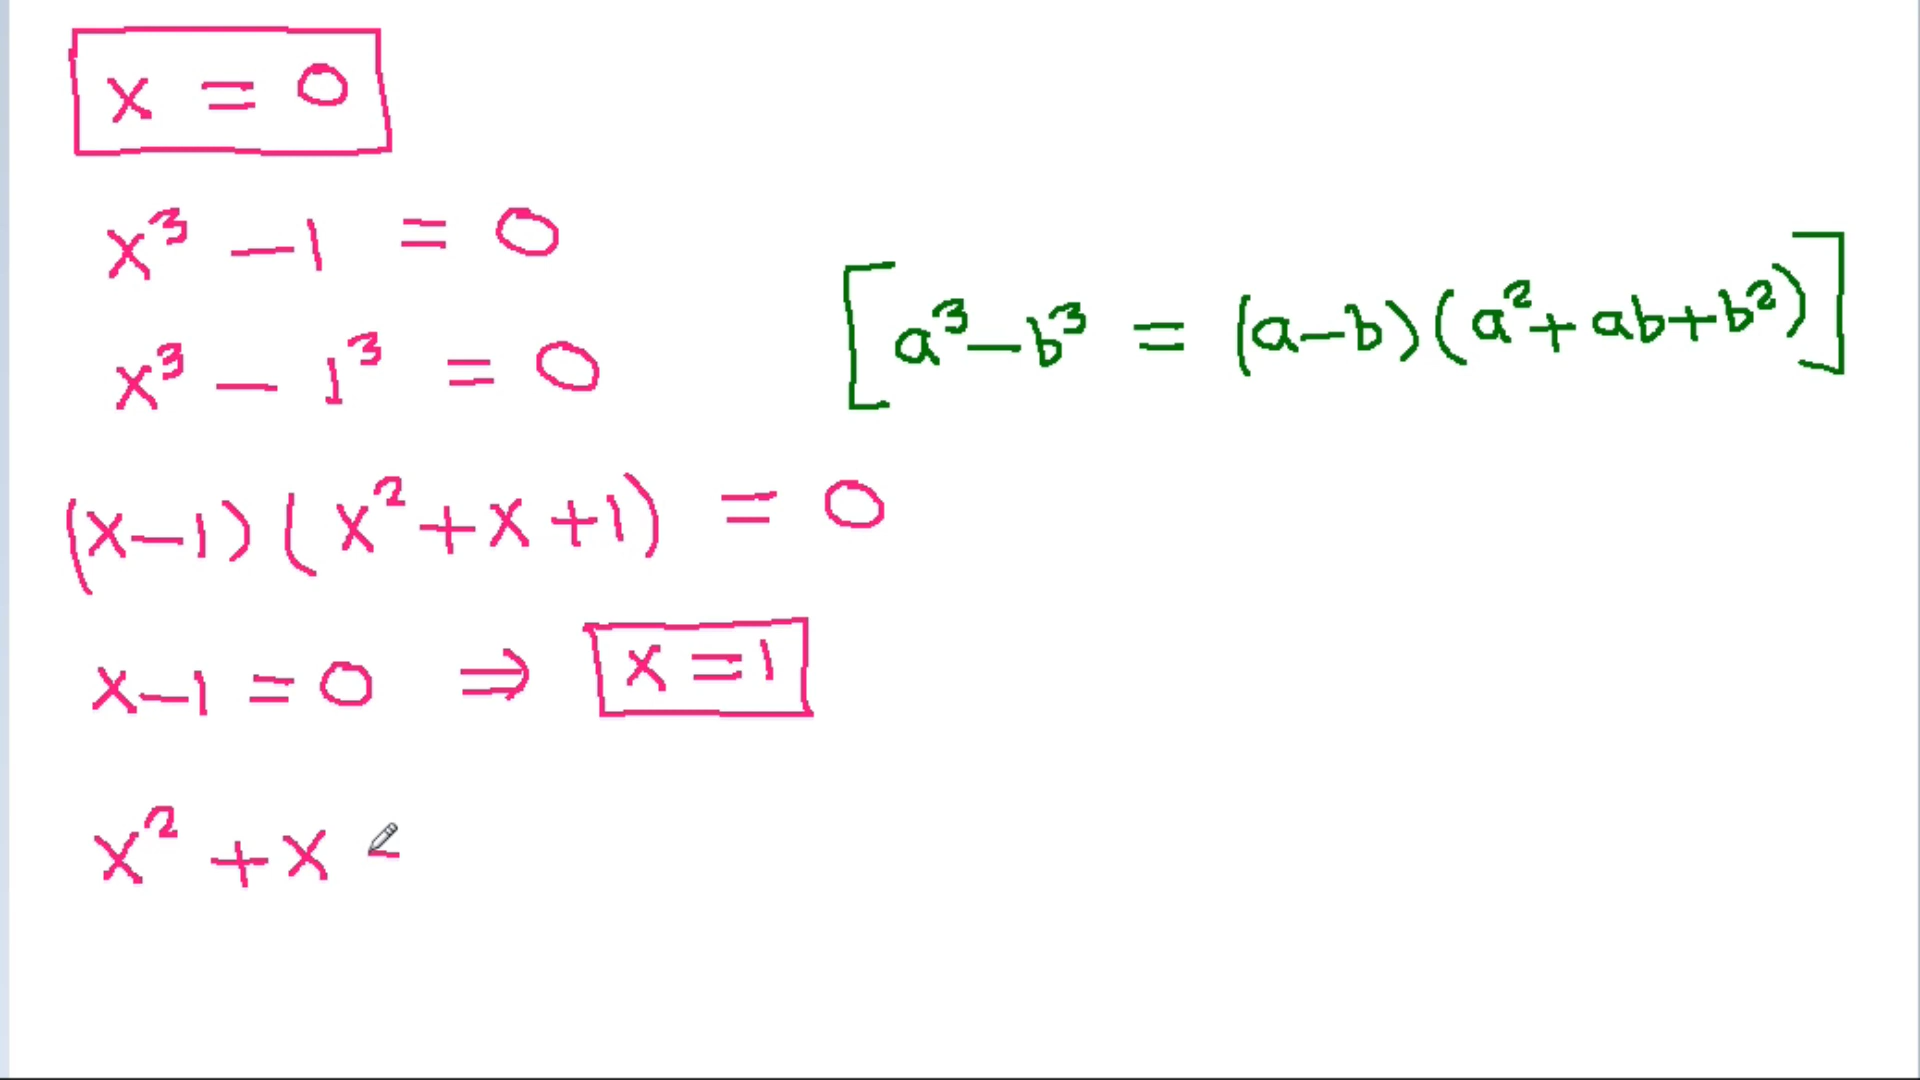 x = 0
x³ - 1 = 0
x³ - 1³ = 0
[a³ - b³ = (a-b)(a² + ab + b²)]
(x-1)(x² + x + 1) = 0
x-1 = 0 ⇒ x = 1
x² + x -